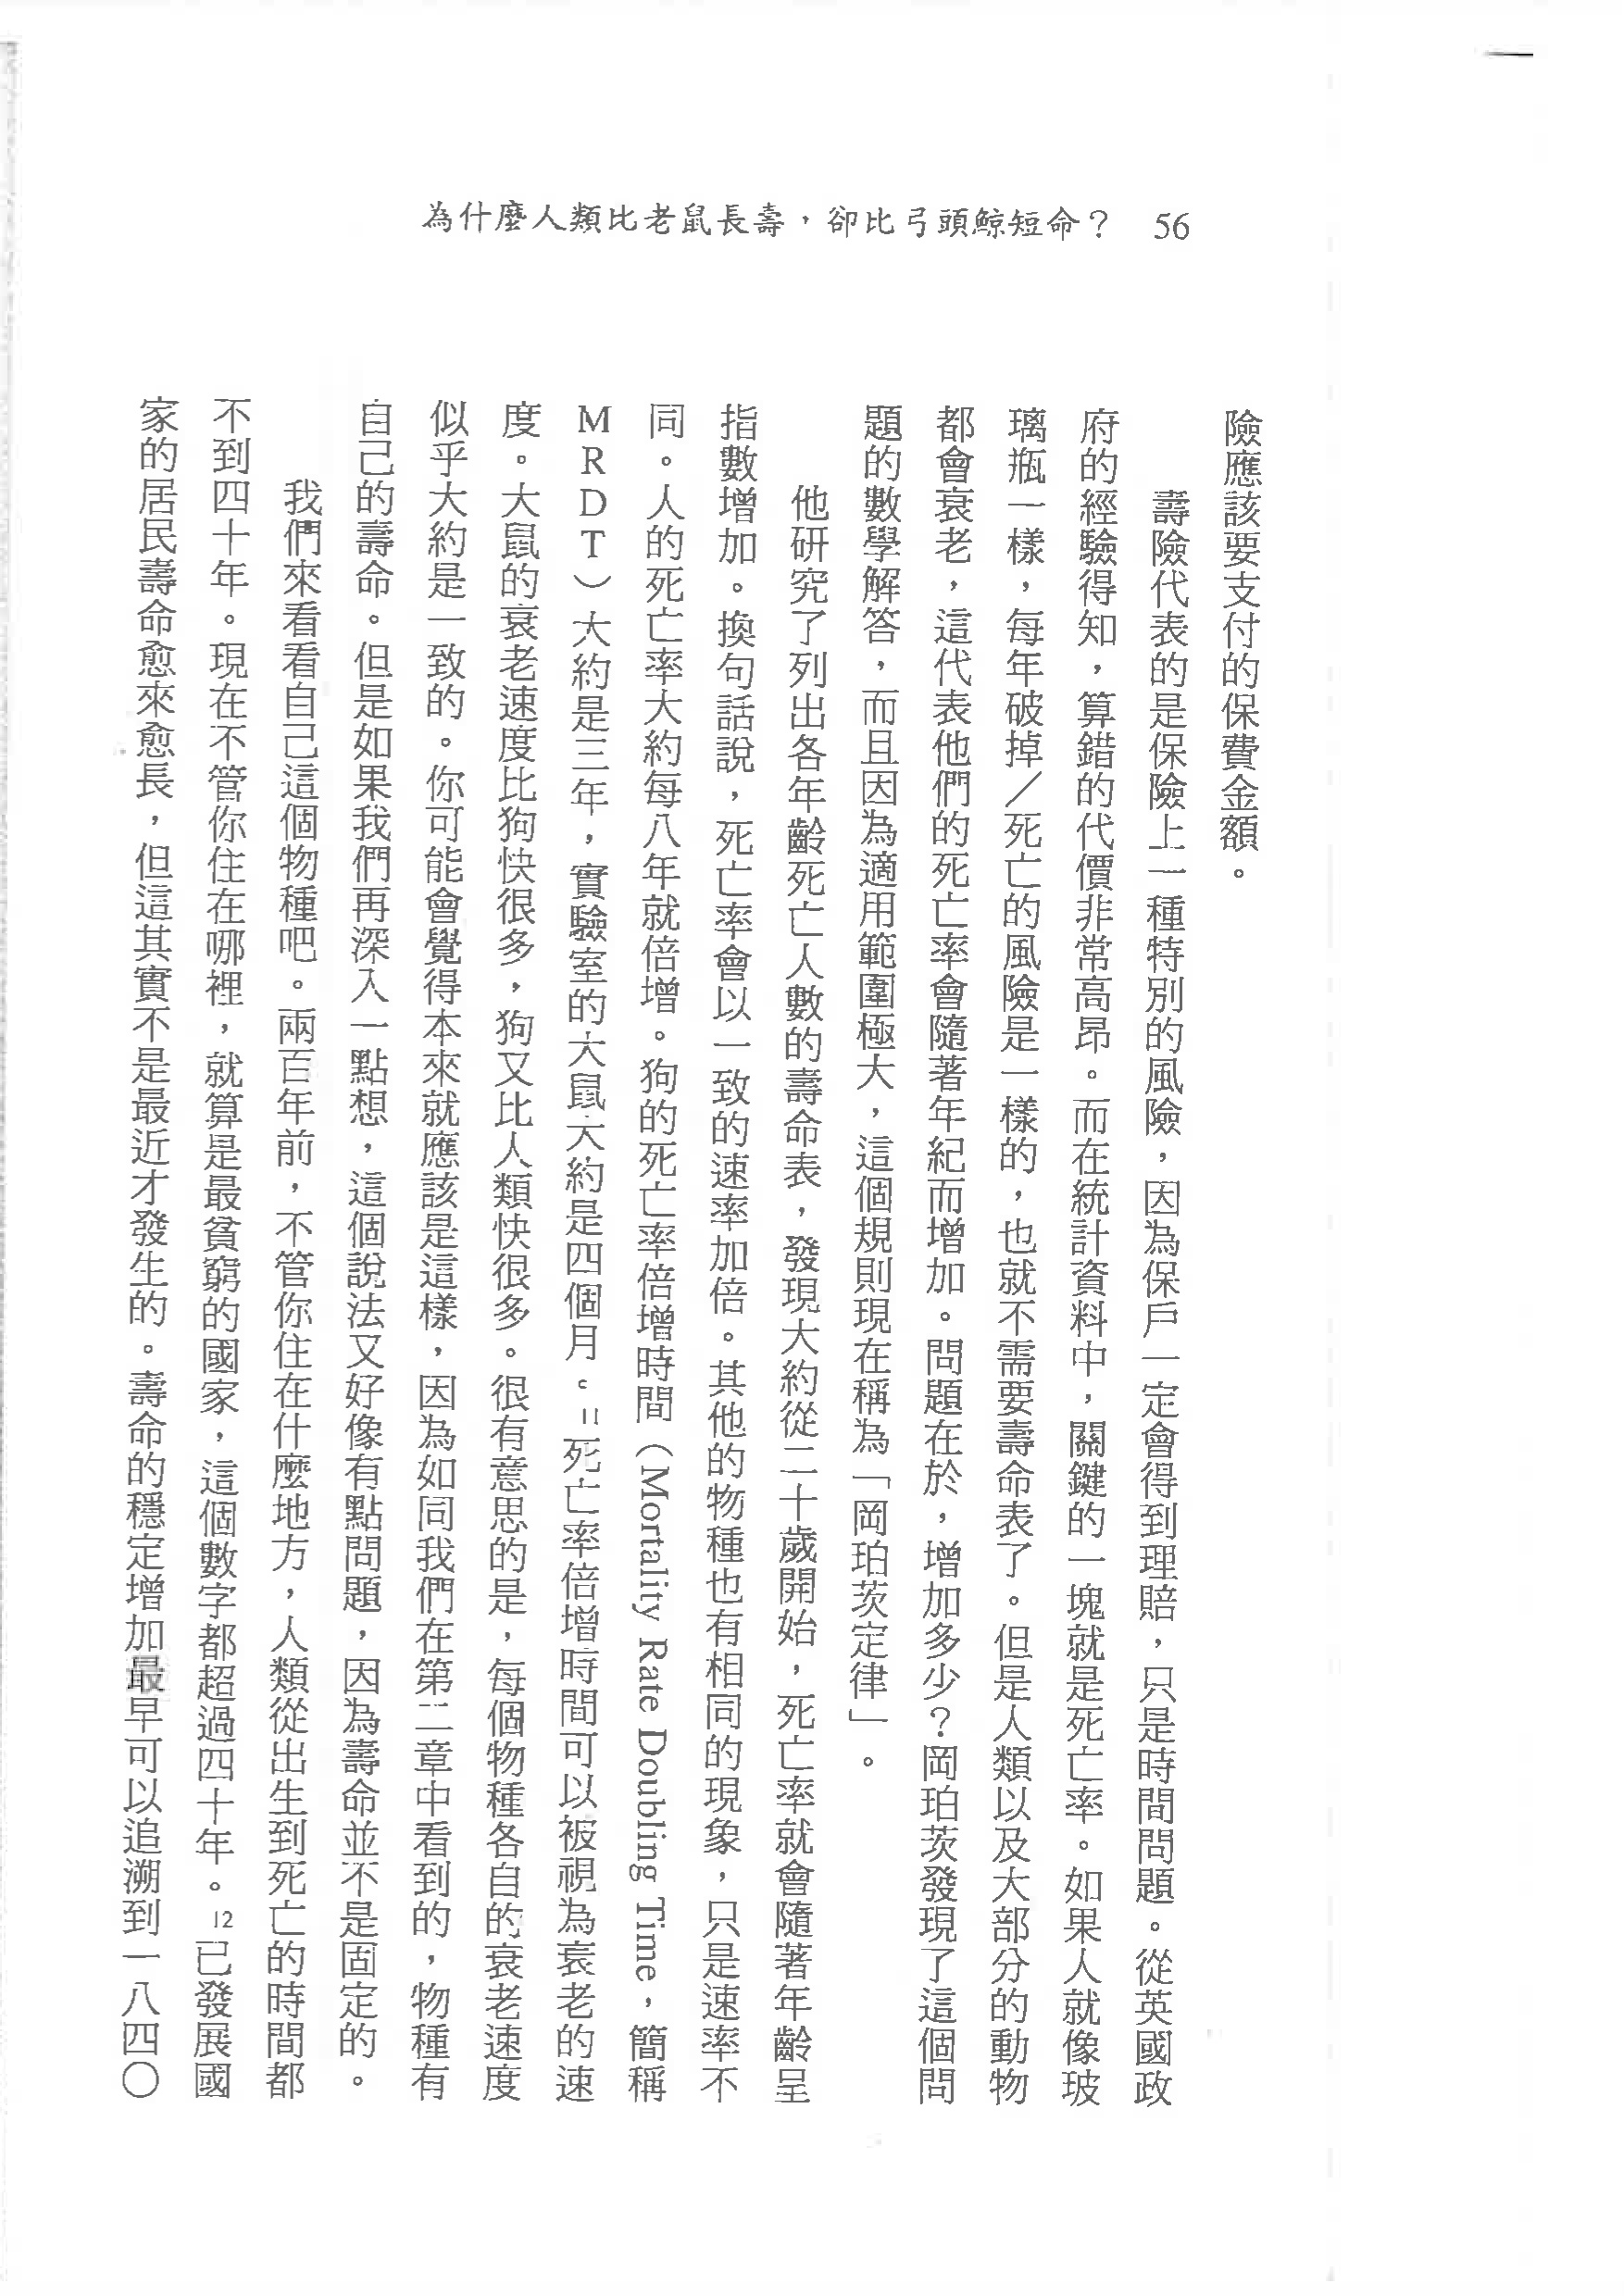 為什麼人類比老鼠長壽，卻比弓頭鯨短命？ 56
險應該要支付的保費金額。
壽險代表的是保險上一種特別的風險，因為保戶一定會得到理賠，只是時間問題。從英國政
府的經驗得知，算錯的代價非常高昂。而在統計資料中，關鍵的一塊就是死亡率。如果人就像玻
璃瓶一樣，每年破掉／死亡的風險是一樣的，也就不需要壽命表了。但是人類以及大部分的動物
都會衰老，這代表他們的死亡率會隨著年紀而增加。問題在於，增加多少？岡珀茨發現了這個問
題的數學解答，而且因為適用範圍極大，這個規則現在稱為「岡珀茨定律」。
他研究了列出各年齡死亡人數的壽命表，發現大約從二十歲開始，死亡率就會隨著年齡呈
指數增加。換句話說，死亡率會以一致的速率加倍。其他的物種也有相同的現象，只是速率不
同。人的死亡率大約每八年就倍增。狗的死亡率倍增時間（Mortality Rate Doubling Time，簡稱
MRDT）大約是三年，實驗室的大鼠大約是四個月。11死亡率倍增時間可以被視為衰老的速
度。大鼠的衰老速度比狗快很多，狗又比人類快很多。很有意思的是，每個物種各自的衰老速度
似乎大約是一致的。你可能會覺得本來就應該是這樣，因為如同我們在第二章中看到的，物種有
自己的壽命。但是如果我們再深入一點想，這個說法又好像有點問題，因為壽命並不是固定的。
我們來看看自己這個物種吧。兩百年前，不管你住在什麼地方，人類從出生到死亡的時間都
不到四十年。現在不管你住在哪裡，就算是最貧窮的國家，這個數字都超過四十年。12已發展國
家的居民壽命愈來愈長，但這其實不是最近才發生的。壽命的穩定增加最早可以追溯到一八四〇